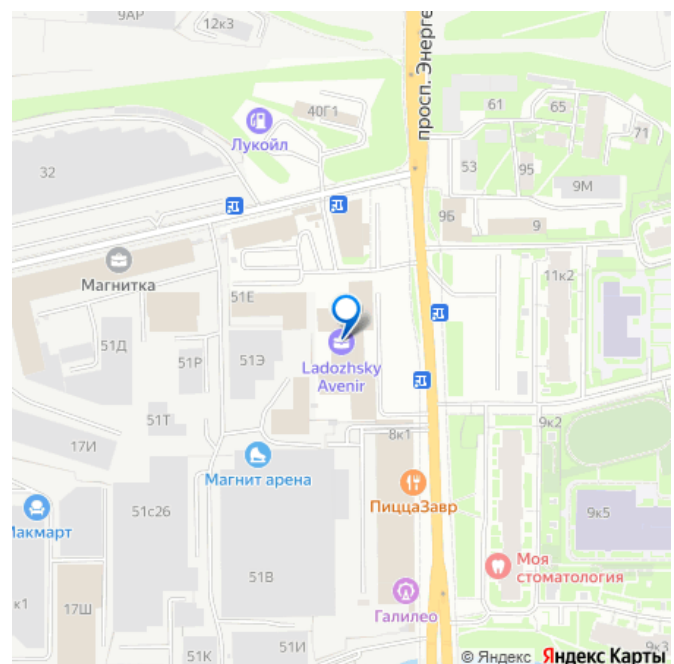 9АР
12к3
просп. Энерге
40Г1
61
65
Лукойл
71
32
53
95
9М
9Б
9
Магнитка
51Е
11к2
51Д
51Р
51Э
Ladozhsky
Avenir
51Т
8к1
9к2
17И
Магнит арена
ПиццаЗавр
51с26
9к5
Макмарт
Моя
стоматология
51В
к1
17Ш
Галилео
51К
51И
9к3
© Яндекс Яндекс Карты